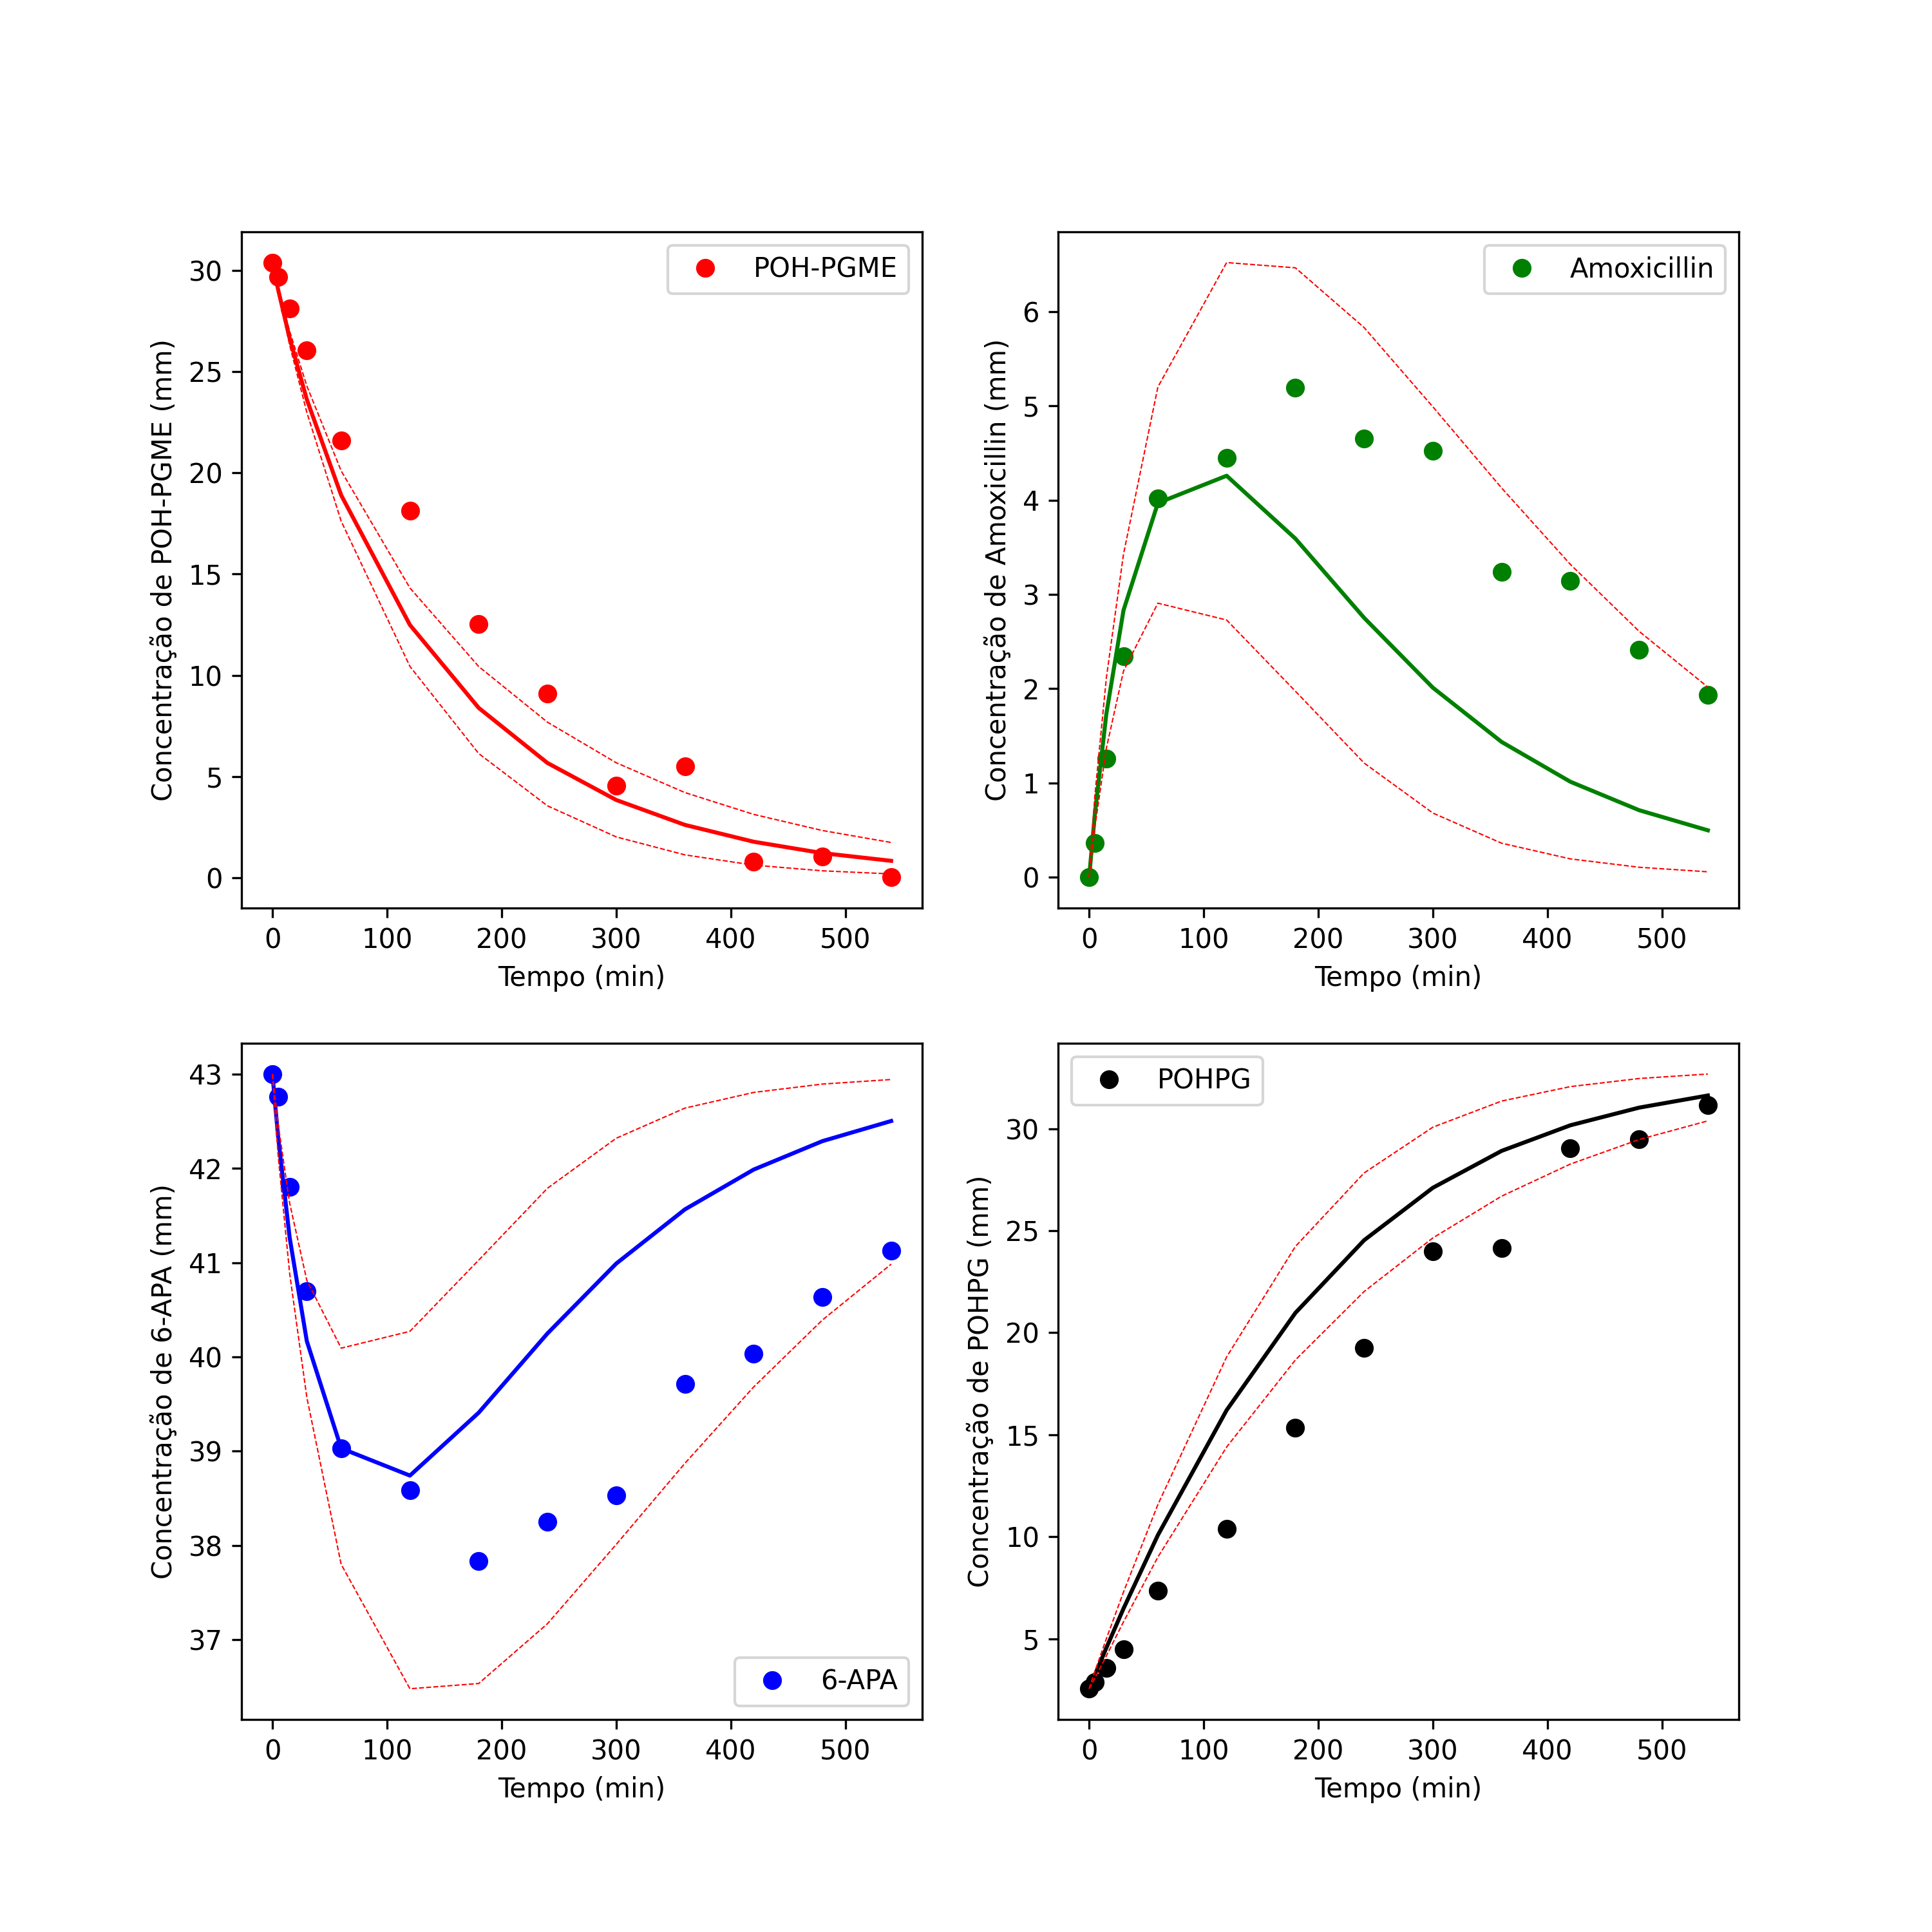 POH-PGME
Concentração de POH-PGME (mm)
30
25
20
15
10
5
0
0 100 200 300 400 500
Tempo (min)
Amoxicillin
Concentração de Amoxicillin (mm)
6
5
4
3
2
1
0
0 100 200 300 400 500
Tempo (min)
Concentração de 6-APA (mm)
43
42
41
40
39
38
37
6-APA
0 100 200 300 400 500
Tempo (min)
POHPG
Concentração de POHPG (mm)
30
25
20
15
10
5
0 100 200 300 400 500
Tempo (min)